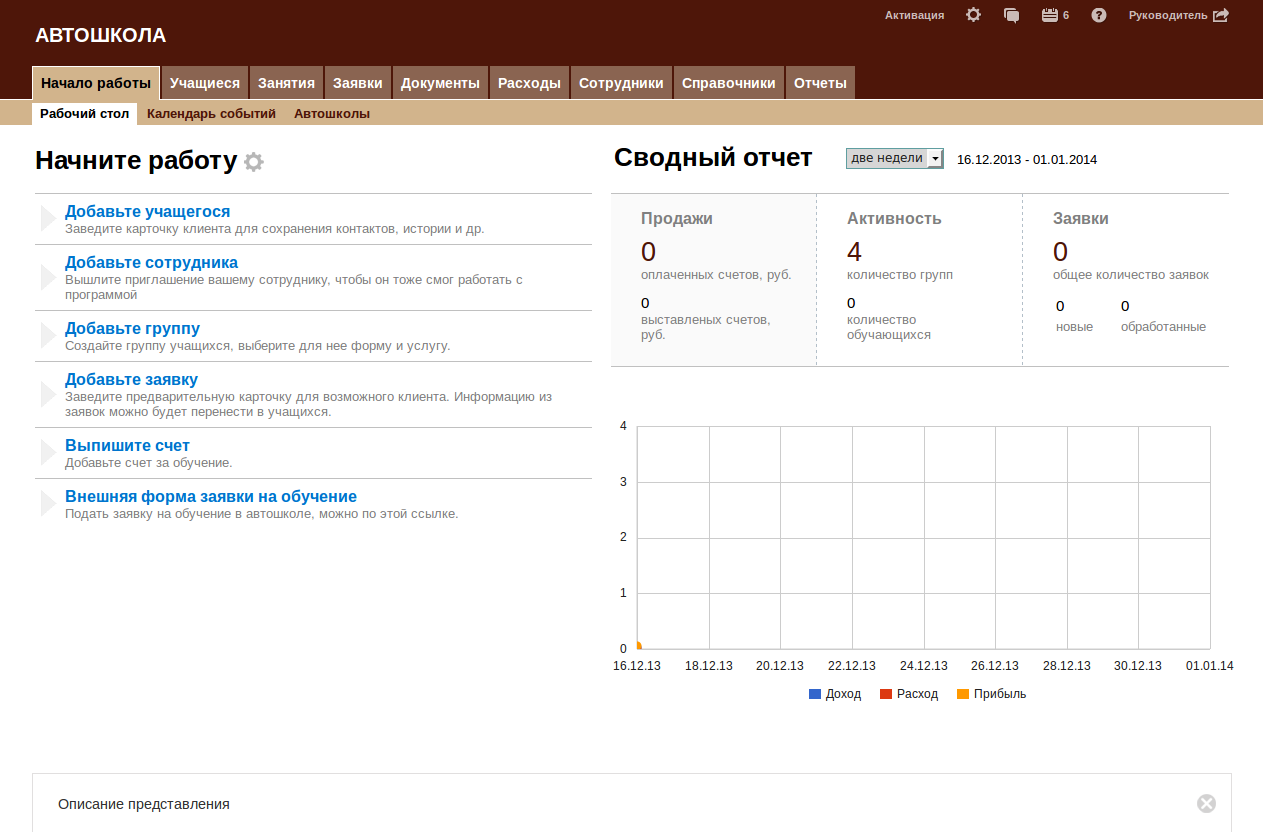 Активация
6
Руководитель
АВТОШКОЛА
Начало работы Учащиеся Занятия Заявки Документы Расходы Сотрудники Справочники Отчеты
Рабочий стол Календарь событий Автошколы
Начните работу
Добавьте учащегося
Заведите карточку клиента для сохранения контактов, истории и др.
Добавьте сотрудника
Вышлите приглашение вашему сотруднику, чтобы он тоже смог работать с
программой
Добавьте группу
Создайте группу учащихся, выберите для нее форму и услугу.
Добавьте заявку
Заведите предварительную карточку для возможного клиента. Информацию из
заявок можно будет перенести в учащихся.
Выпишите счет
Добавьте счет за обучение.
Внешняя форма заявки на обучение
Подать заявку на обучение в автошколе, можно по этой ссылке.
Сводный отчет две недели 16.12.2013 - 01.01.2014
Продажи
0
оплаченных счетов, руб.
0
выставленых счетов,
руб.
Активность
4
количество групп
0
количество
обучающихся
Заявки
0
общее количество заявок
0 0
новые обработанные
4
3
2
1
0
16.12.13 18.12.13 20.12.13 22.12.13 24.12.13 26.12.13 28.12.13 30.12.13 01.01.14
Доход Расход Прибыль
Описание представления